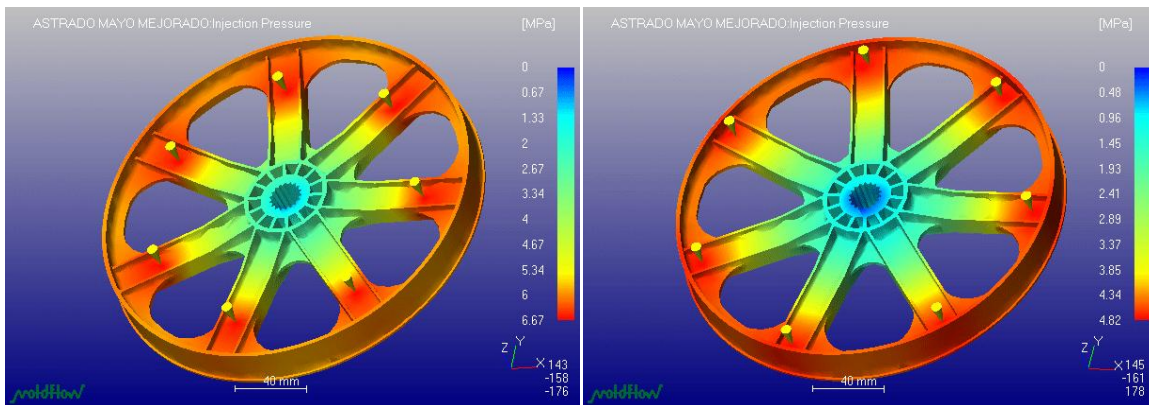 ASTRADO MAYO MEJORADO:Injection Pressure [MPa]
0
0.67
1.33
2
2.67
3.34
4
4.67
5.34
6
6.67
Y
Z
X 143
-158
-176
40 mm
moldflow
ASTRADO MAYO MEJORADO:Injection Pressure [MPa]
0
0.48
0.96
1.45
1.93
2.41
2.89
3.37
3.85
4.34
4.82
Y
Z
X 145
-161
178
40 mm
moldflow